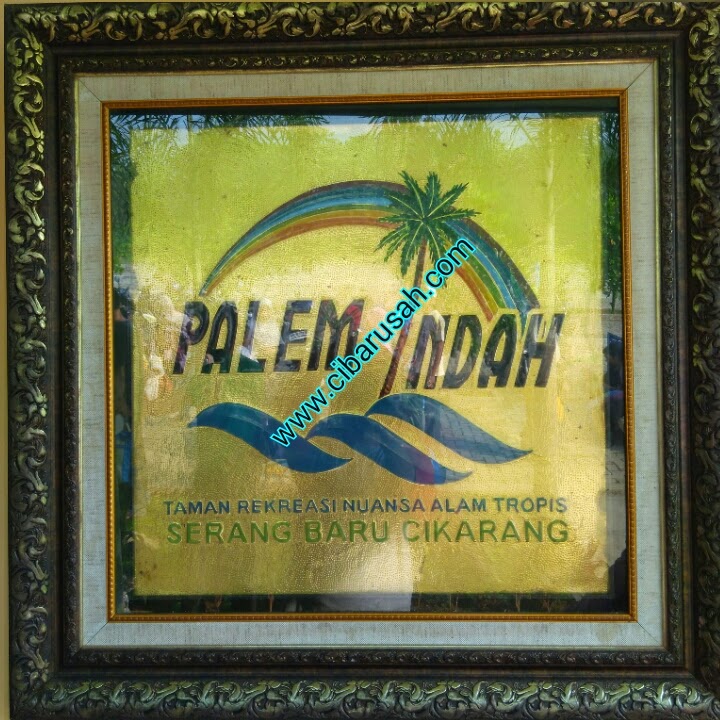 PALEM INDAH
www.cibarusah.com
TAMAN REKREASI NUANSA ALAM TROPIS
SERANG BARU CIKARANG